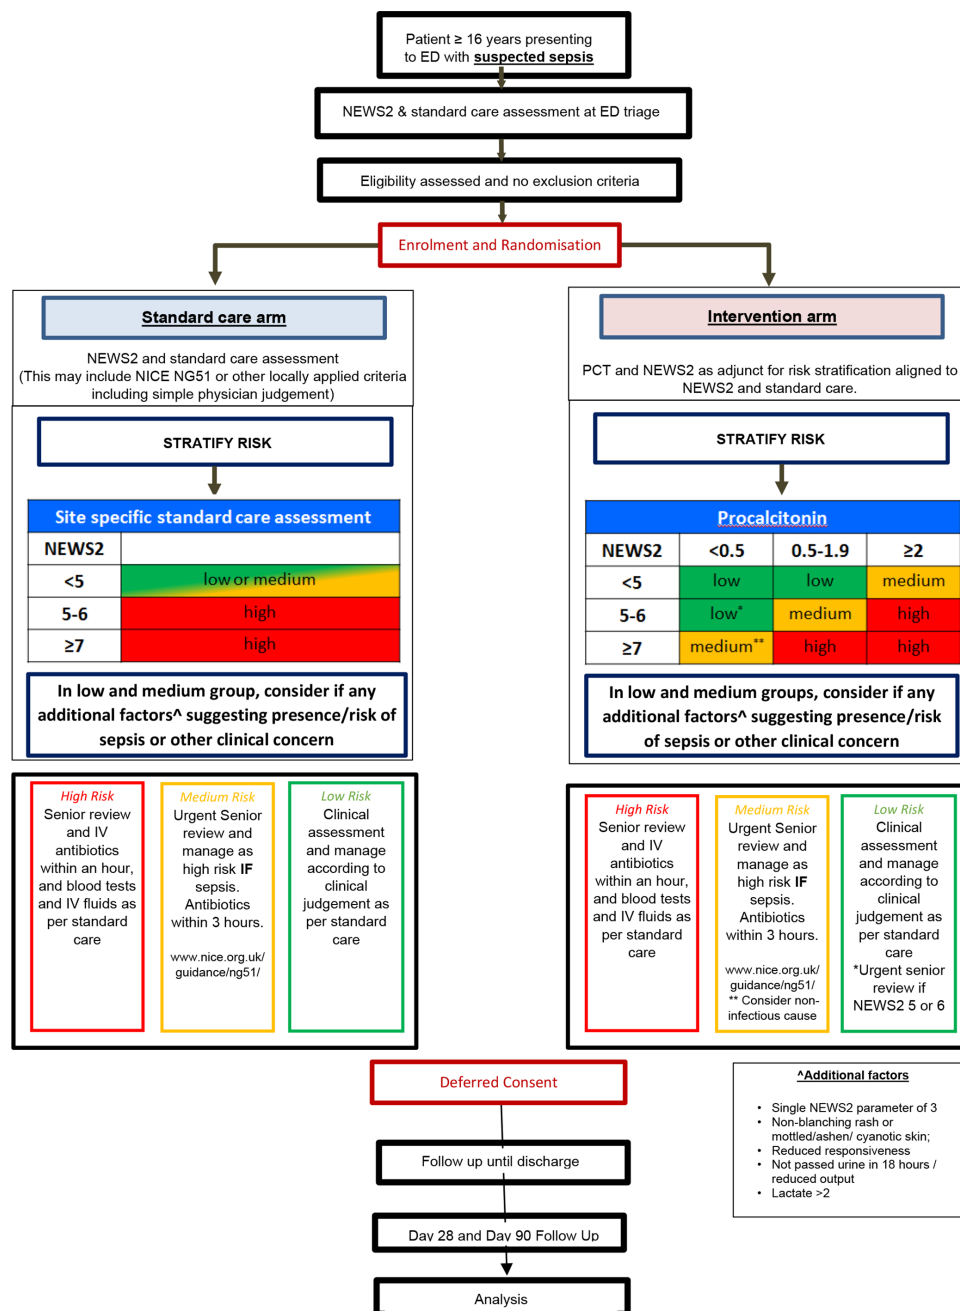 Patient ≥ 16 years presenting
to ED with suspected sepsis
NEWS2 & standard care assessment at ED triage
Eligibility assessed and no exclusion criteria
Enrolment and Randomisation
Standard care arm
NEWS2 and standard care assessment
(This may include NICE NG51 or other locally applied criteria
including simple physician judgement)
STRATIFY RISK
Site specific standard care assessment
NEWS2
<5 low or medium
5-6 high
≥7 high
In low and medium group, consider if any
additional factors^ suggesting presence/risk of
sepsis or other clinical concern
High Risk
Senior review
and IV
antibiotics
within an hour,
and blood tests
and IV fluids as
per standard
care
Medium Risk
Urgent Senior
review and
manage as
high risk IF
sepsis.
Antibiotics
within 3 hours.
www.nice.org.uk/
guidance/ng51/
Low Risk
Clinical
assessment
and manage
according to
clinical
judgement as
per standard
care
Intervention arm
PCT and NEWS2 as adjunct for risk stratification aligned to
NEWS2 and standard care.
STRATIFY RISK
Procalcitonin
NEWS2 <0.5 0.5-1.9 ≥2
<5 low low medium
5-6 low* medium high
≥7 medium** high high
In low and medium groups, consider if any
additional factors^ suggesting presence/risk
of sepsis or other clinical concern
High Risk
Senior review
and IV
antibiotics
within an hour,
and blood tests
and IV fluids as
per standard
care
Medium Risk
Urgent Senior
review and
manage as
high risk IF
sepsis.
Antibiotics
within 3 hours.
www.nice.org.uk/
guidance/ng51/
** Consider non-
infectious cause
Low Risk
Clinical
assessment
and manage
according to
clinical
judgement as
per standard
care
*Urgent senior
review if
NEWS2 5 or 6
Deferred Consent
Follow up until discharge
Day 28 and Day 90 Follow Up
Analysis
^Additional factors
• Single NEWS2 parameter of 3
• Non-blanching rash or
mottled/ashen/ cyanotic skin;
• Reduced responsiveness
• Not passed urine in 18 hours /
reduced output
• Lactate >2